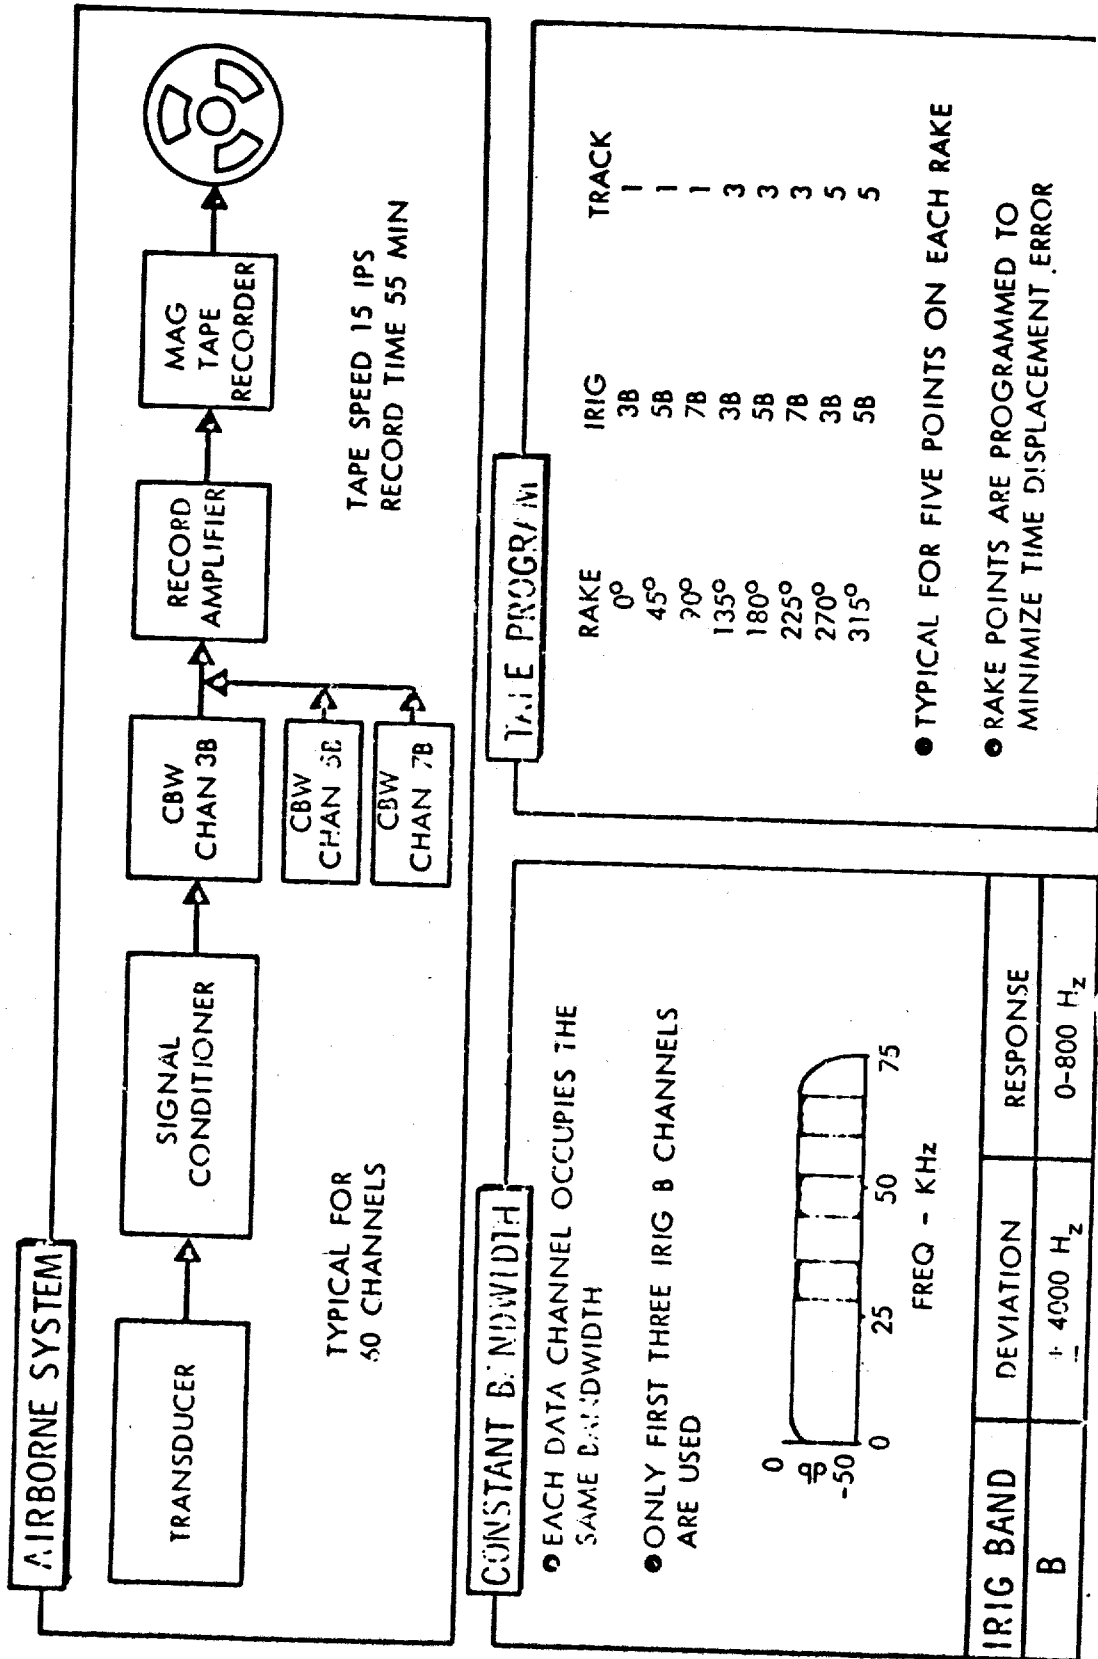 AIRBORNE SYSTEM
TRANSDUCER
SIGNAL
CONDITIONER
CBW
CHAN 3B
CBW
CHAN 5B
CBW
CHAN 7B
RECORD
AMPLIFIER
MAG
TAPE
RECORDER
TYPICAL FOR
60 CHANNELS
TAPE SPEED 15 IPS
RECORD TIME 55 MIN
CONSTANT BANDWIDTH
● EACH DATA CHANNEL OCCUPIES THE
SAME BANDWIDTH
● ONLY FIRST THREE IRIG B CHANNELS
ARE USED
0
db
-50
0 25 50 75
FREQ - KHz
IRIG BAND DEVIATION RESPONSE
B ± 4000 Hz 0-800 Hz
TAPE PROGRAM
RAKE IRIG TRACK
0° 3B 1
45° 5B 1
90° 7B 1
135° 3B 3
180° 5B 3
225° 7B 3
270° 3B 5
315° 5B 5
● TYPICAL FOR FIVE POINTS ON EACH RAKE
● RAKE POINTS ARE PROGRAMMED TO
MINIMIZE TIME DISPLACEMENT ERROR